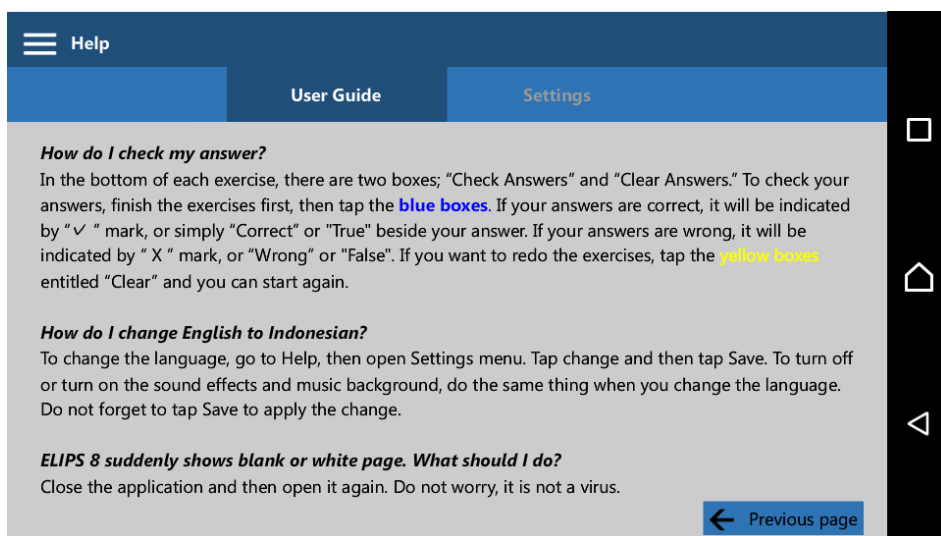 Help
User Guide
Settings
How do I check my answer?
In the bottom of each exercise, there are two boxes; “Check Answers” and “Clear Answers.” To check your
answers, finish the exercises first, then tap the blue boxes. If your answers are correct, it will be indicated
by “✓ ” mark, or simply “Correct” or "True" beside your answer. If your answers are wrong, it will be
indicated by “ X ” mark, or “Wrong” or "False". If you want to redo the exercises, tap the yellow boxes
entitled “Clear” and you can start again.
How do I change English to Indonesian?
To change the language, go to Help, then open Settings menu. Tap change and then tap Save. To turn off
or turn on the sound effects and music background, do the same thing when you change the language.
Do not forget to tap Save to apply the change.
ELIPS 8 suddenly shows blank or white page. What should I do?
Close the application and then open it again. Do not worry, it is not a virus.
Previous page